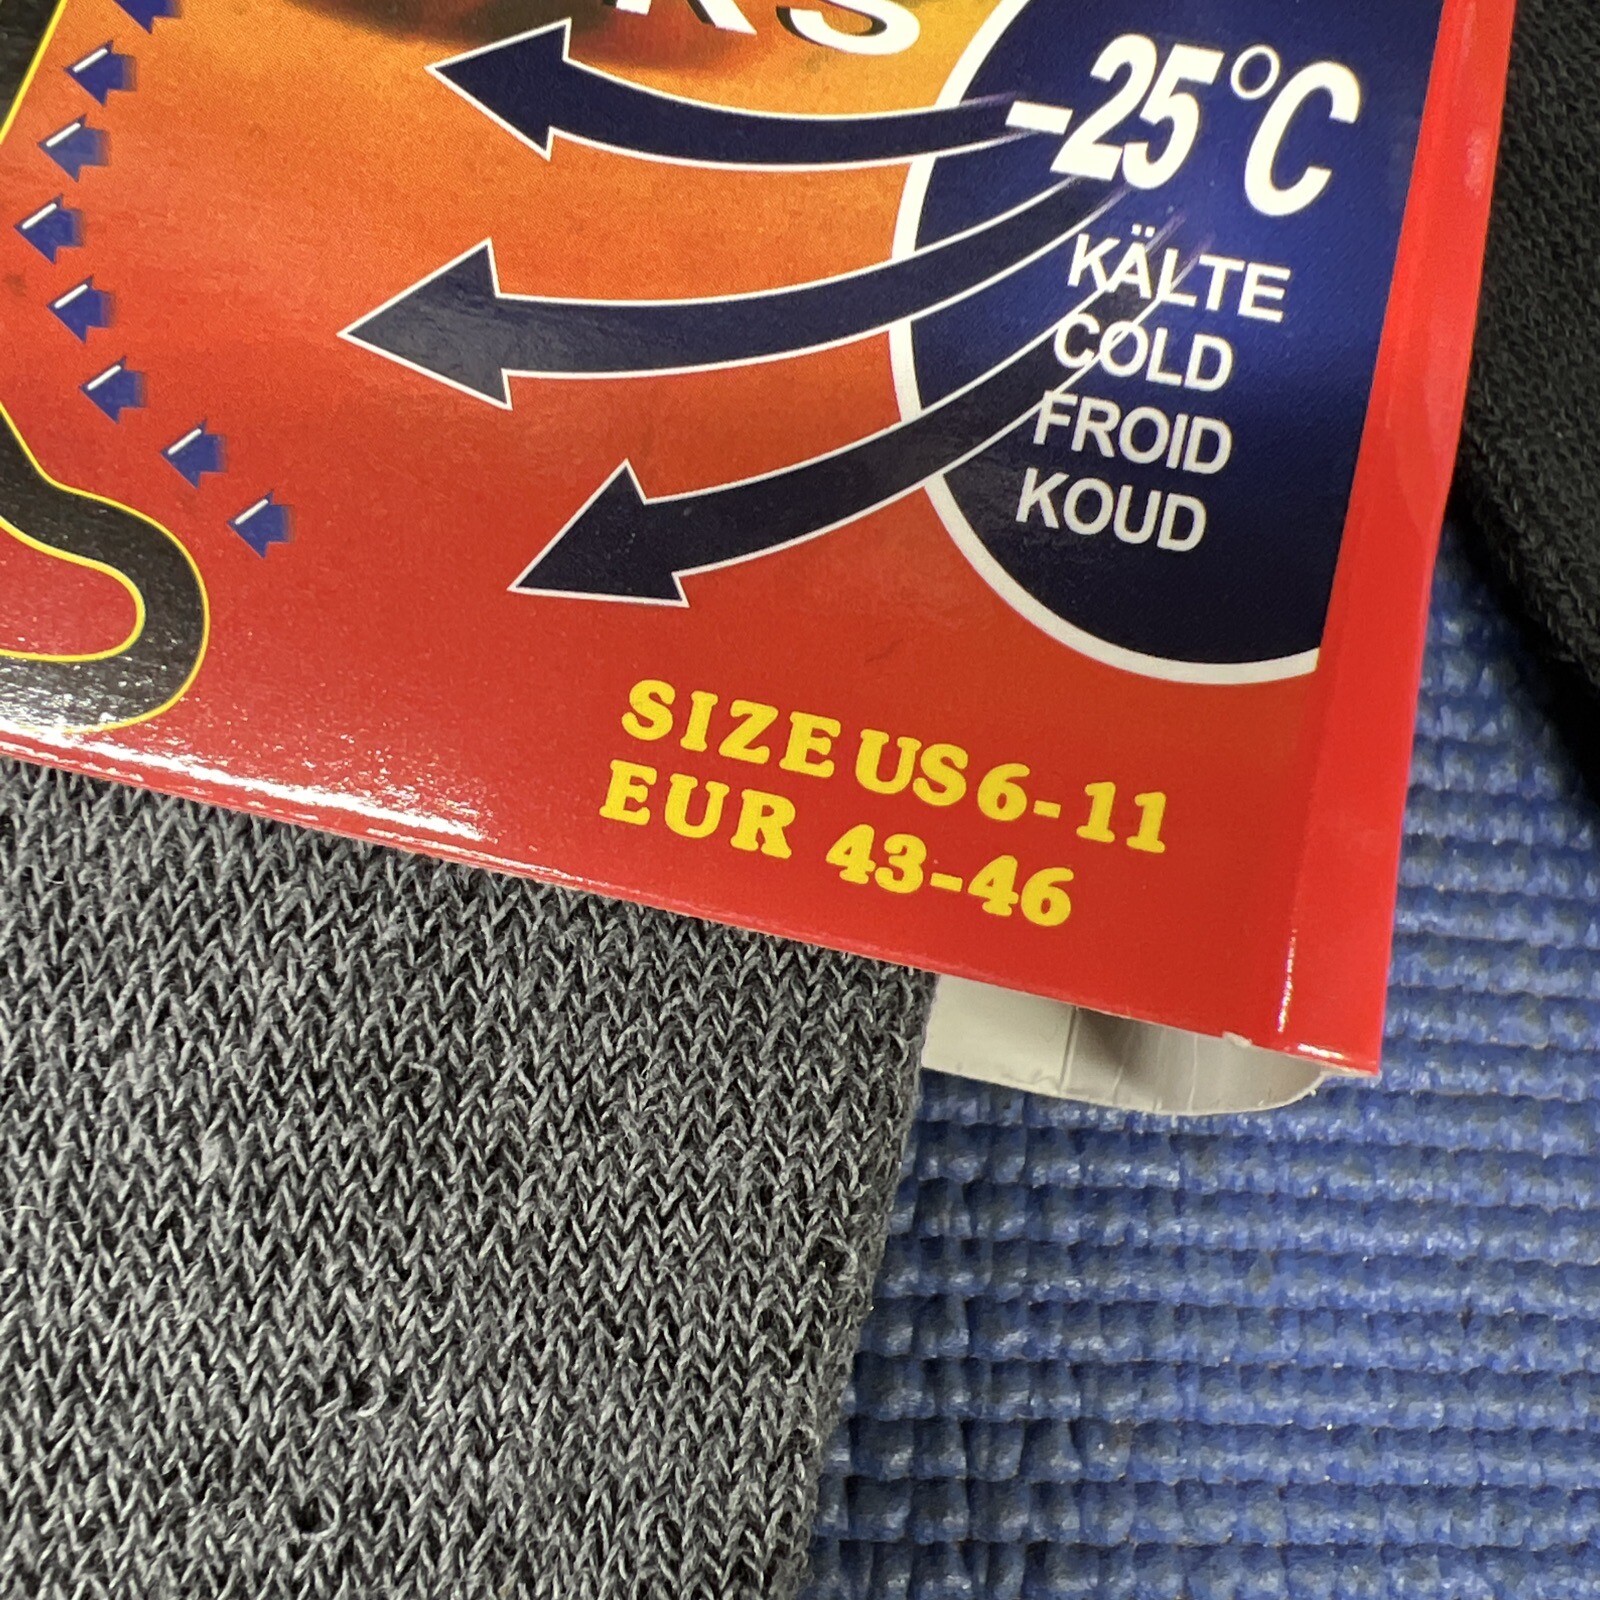 -25°C
KÄLTE
COLD
FROID
KOUD
SIZE US 6-11
EUR 43-46